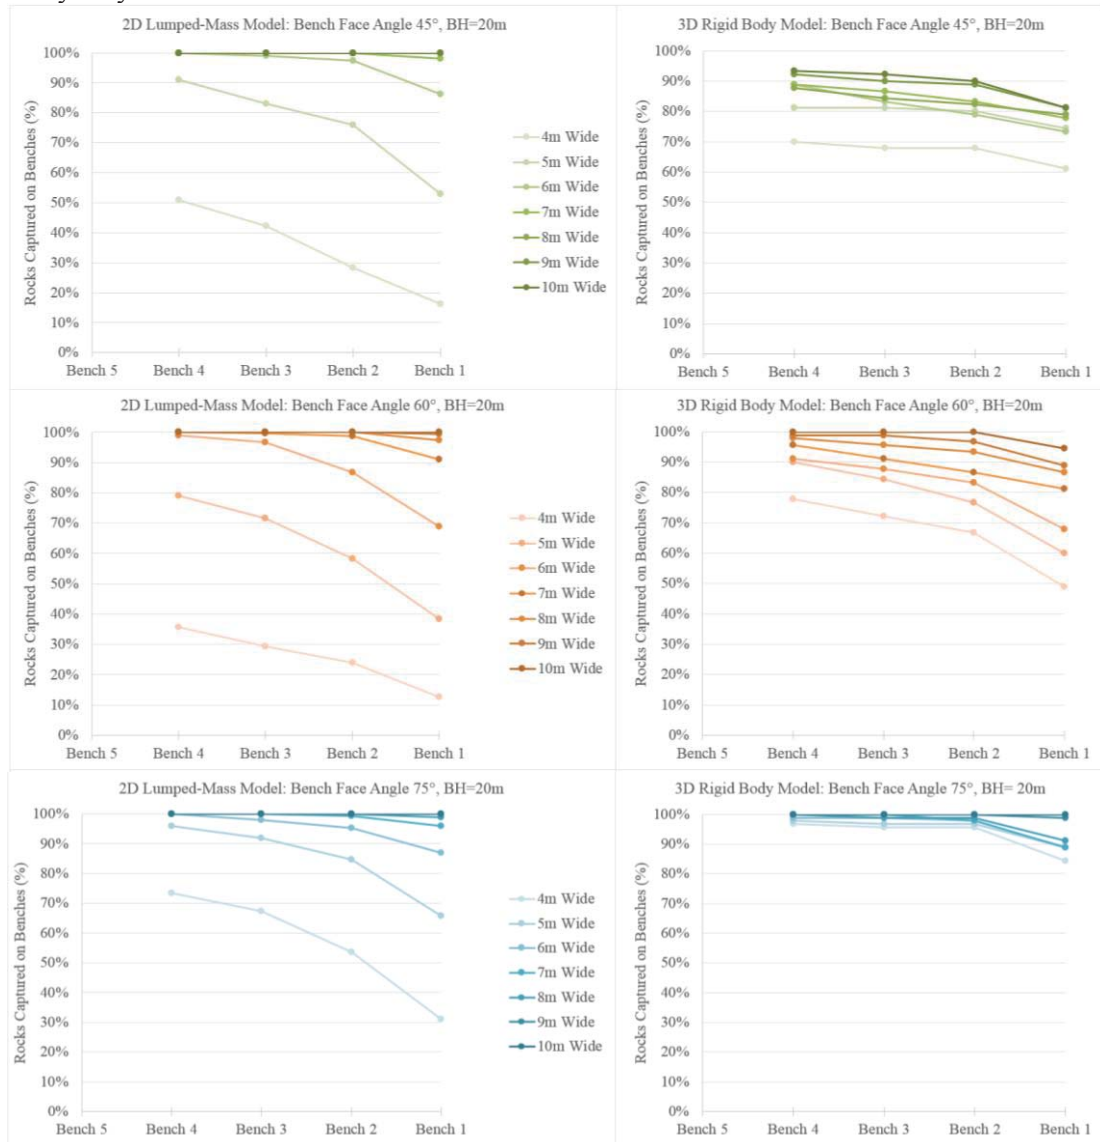 2D Lumped-Mass Model: Bench Face Angle 45°, BH=20m
Rocks Captured on Benches (%)
100%
90%
80%
70%
60%
50%
40%
30%
20%
10%
0%
Bench 5 Bench 4 Bench 3 Bench 2 Bench 1
4m Wide
5m Wide
6m Wide
7m Wide
8m Wide
9m Wide
10m Wide
3D Rigid Body Model: Bench Face Angle 45°, BH=20m
Rocks Captured on Benches (%)
100%
90%
80%
70%
60%
50%
40%
30%
20%
10%
0%
Bench 5 Bench 4 Bench 3 Bench 2 Bench 1
2D Lumped-Mass Model: Bench Face Angle 60°, BH=20m
Rocks Captured on Benches (%)
100%
90%
80%
70%
60%
50%
40%
30%
20%
10%
0%
Bench 5 Bench 4 Bench 3 Bench 2 Bench 1
4m Wide
5m Wide
6m Wide
7m Wide
8m Wide
9m Wide
10m Wide
3D Rigid Body Model: Bench Face Angle 60°, BH=20m
Rocks Captured on Benches (%)
100%
90%
80%
70%
60%
50%
40%
30%
20%
10%
0%
Bench 5 Bench 4 Bench 3 Bench 2 Bench 1
2D Lumped-Mass Model: Bench Face Angle 75°, BH=20m
Rocks Captured on Benches (%)
100%
90%
80%
70%
60%
50%
40%
30%
20%
10%
0%
Bench 5 Bench 4 Bench 3 Bench 2 Bench 1
4m Wide
5m Wide
6m Wide
7m Wide
8m Wide
9m Wide
10m Wide
3D Rigid Body Model: Bench Face Angle 75°, BH= 20m
Rocks Captured on Benches (%)
100%
90%
80%
70%
60%
50%
40%
30%
20%
10%
0%
Bench 5 Bench 4 Bench 3 Bench 2 Bench 1